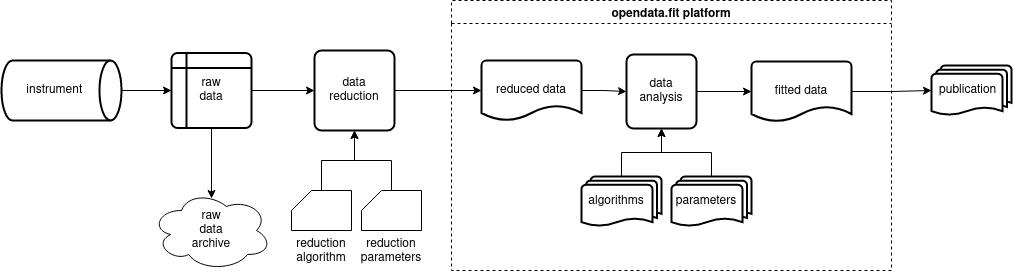 opendata.fit platform
instrument
raw
data
data
reduction
reduced data
data
analysis
fitted data
publication
raw
data
archive
reduction
algorithm
reduction
parameters
algorithms
parameters